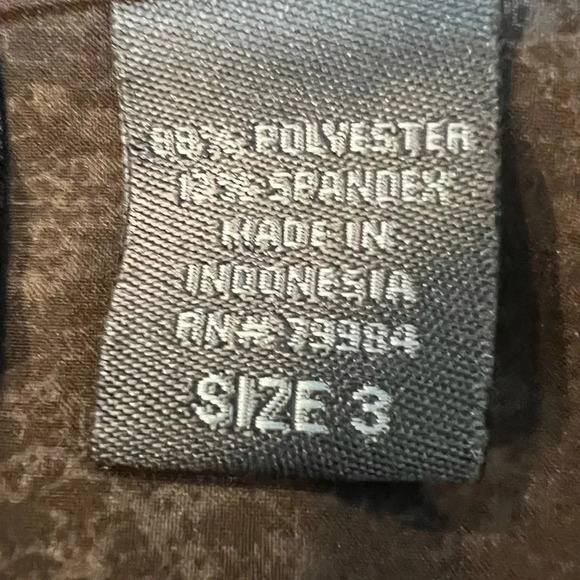 88% POLYESTER
12% SPANDEX
MADE IN
INDONESIA
RN# 79984
SIZE 3